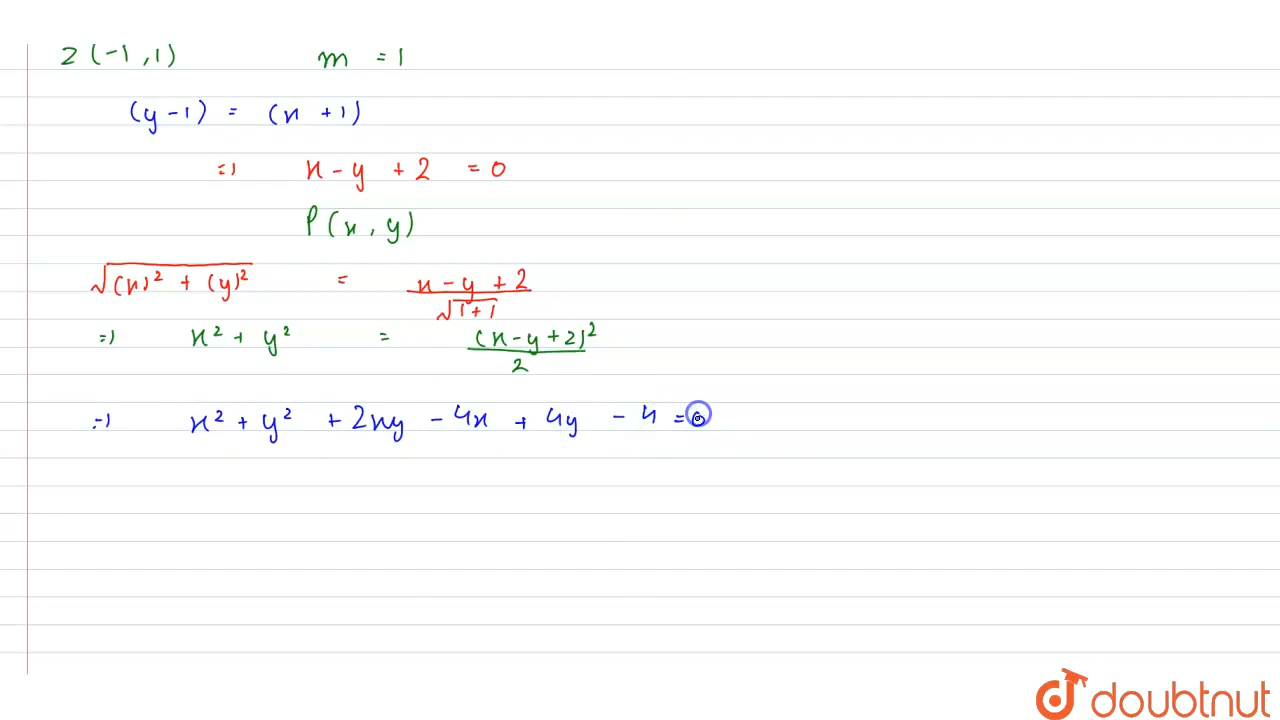 Z (-1, 1) m = 1
(y - 1) = (x + 1)
⇒ x - y + 2 = 0
P(x, y)
√((x)² + (y)²) = (x - y + 2)/√(1 + 1)
⇒ x² + y² = (x - y + 2)²/2
⇒ x² + y² + 2xy - 4x + 4y - 4 = 0
doubtnut